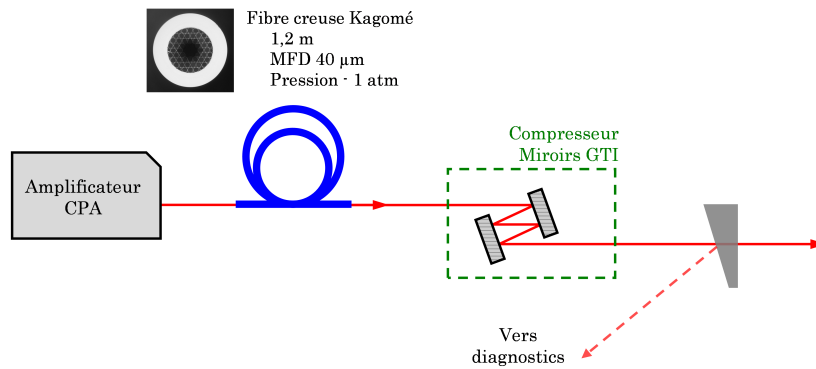 Fibre creuse Kagomé
1,2 m
MFD 40 µm
Pression - 1 atm
Compresseur
Miroirs GTI
Amplificateur
CPA
Vers
diagnostics